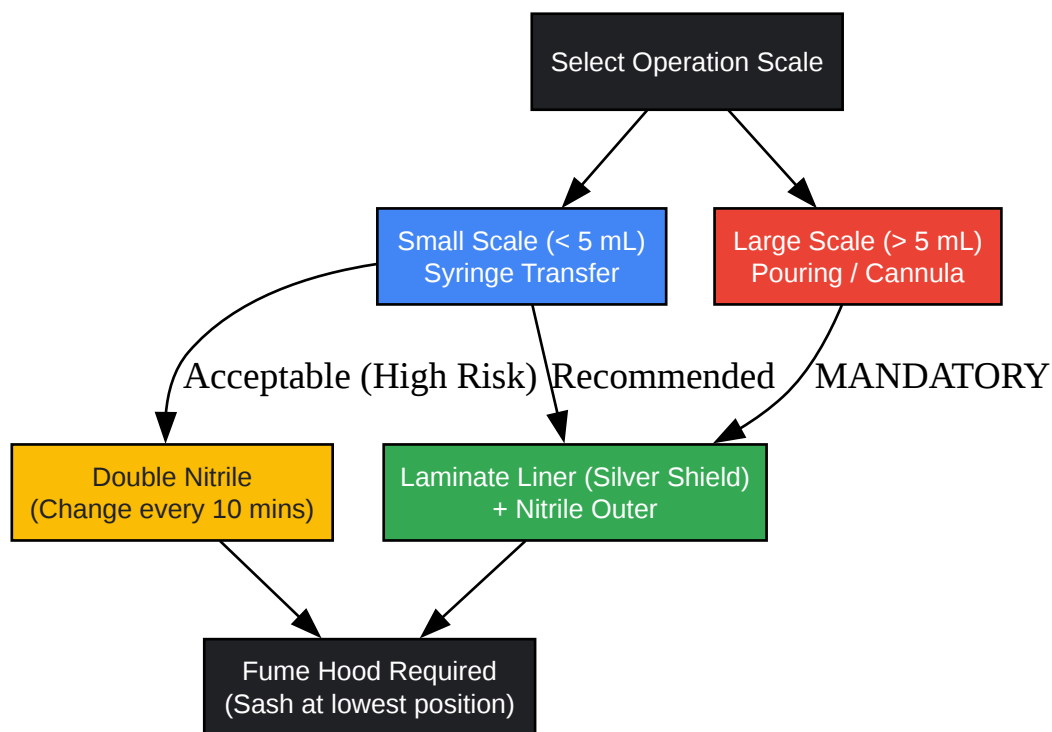 Select Operation Scale
Small Scale (< 5 mL)
Syringe Transfer
Large Scale (> 5 mL)
Pouring / Cannula
Acceptable (High Risk)
Recommended
MANDATORY
Double Nitrile
(Change every 10 mins)
Laminate Liner (Silver Shield)
+ Nitrile Outer
Fume Hood Required
(Sash at lowest position)